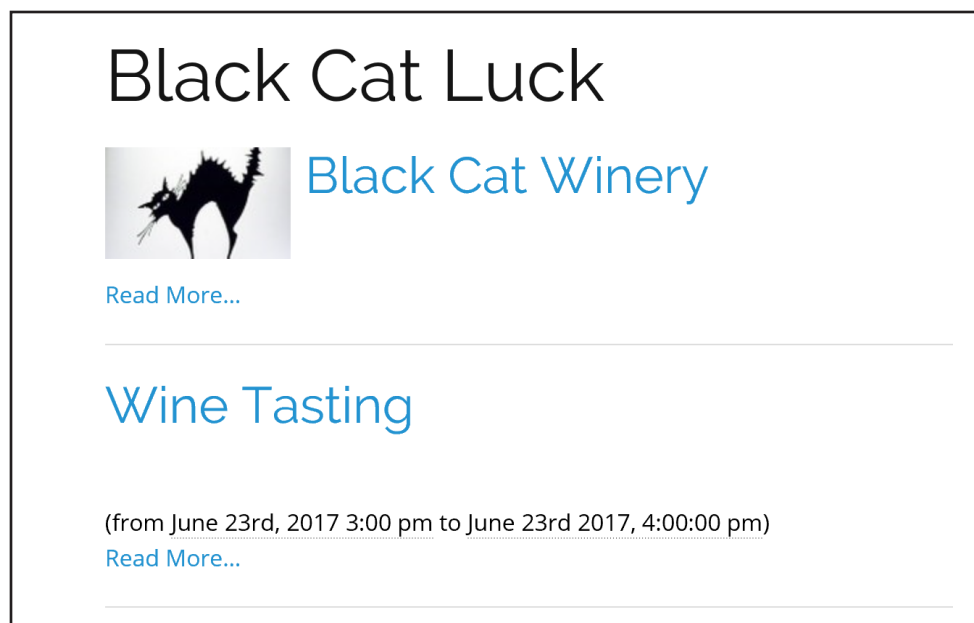 Black Cat Luck
Black Cat Winery
Read More...
Wine Tasting
(from June 23rd, 2017 3:00 pm to June 23rd 2017, 4:00:00 pm)
Read More...